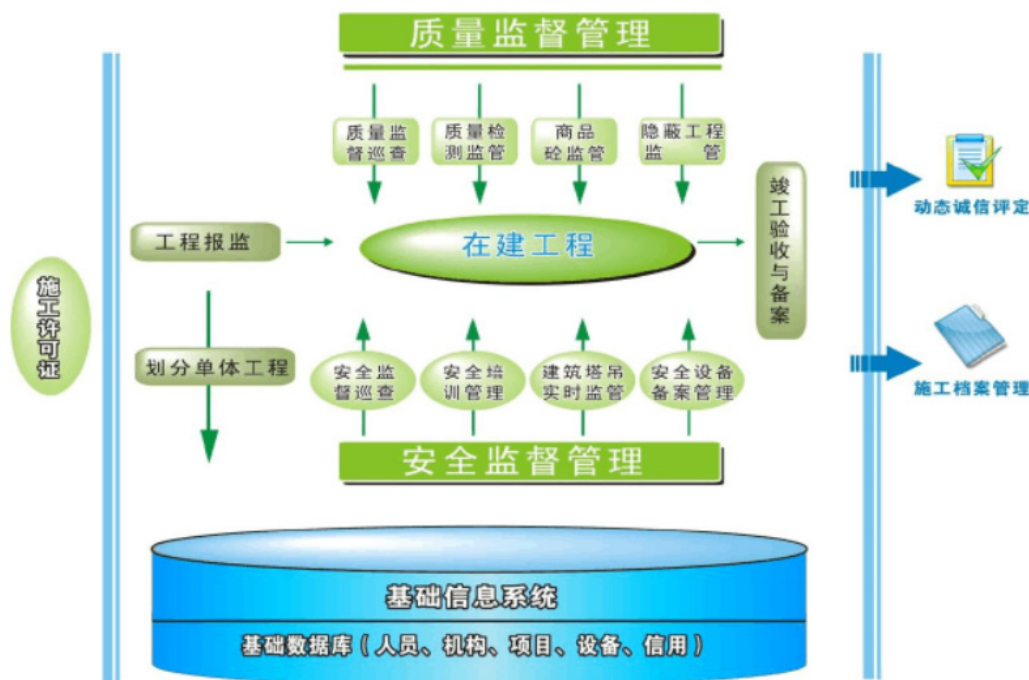 质量监督管理
质量监
督巡查
质量检
测监管
商品
砼监管
隐蔽工程
监管
竣工验收与备案
动态诚信评定
工程报监
在建工程
施工许可证
划分单体工程
安全监
督巡查
安全培
训管理
建筑塔吊
实时监管
安全设备
备案管理
施工档案管理
安全监督管理
基础信息系统
基础数据库(人员、机构、项目、设备、信用)